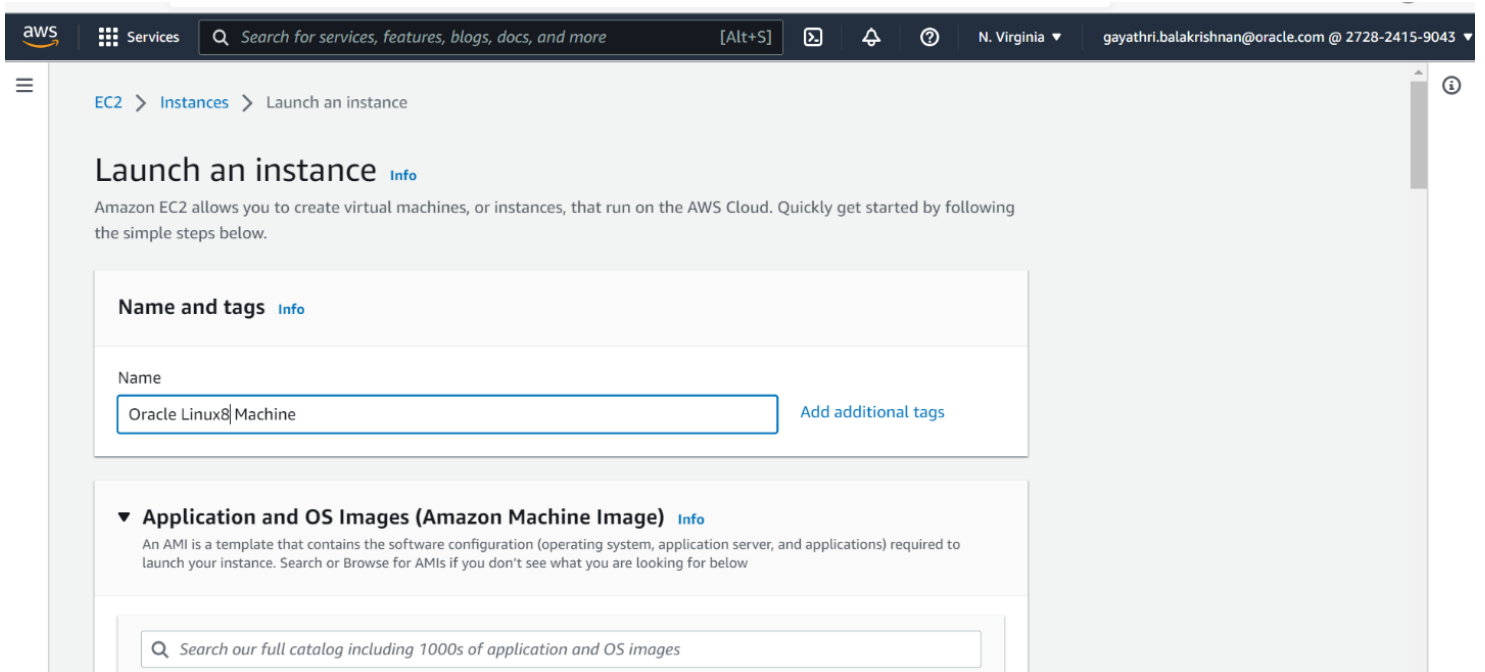 aws
Services
Search for services, features, blogs, docs, and more
[Alt+S]
N. Virginia ▼
gayathri.balakrishnan@oracle.com @ 2728-2415-9043 ▼
EC2 > Instances > Launch an instance
Launch an instance Info
Amazon EC2 allows you to create virtual machines, or instances, that run on the AWS Cloud. Quickly get started by following
the simple steps below.
Name and tags Info
Name
Oracle Linux8 Machine
Add additional tags
▼ Application and OS Images (Amazon Machine Image) Info
An AMI is a template that contains the software configuration (operating system, application server, and applications) required to
launch your instance. Search or Browse for AMIs if you don't see what you are looking for below
Search our full catalog including 1000s of application and OS images